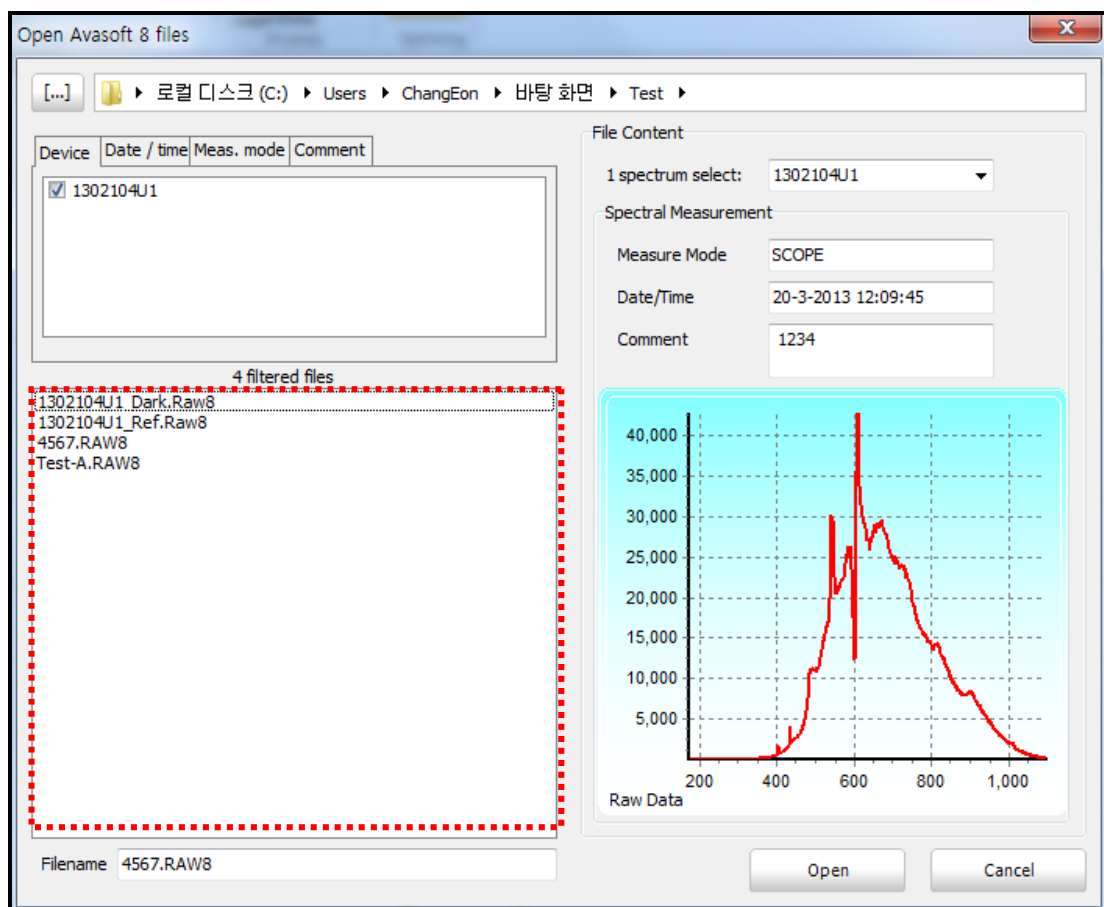 Open Avasoft 8 files
[...] 로컬 디스크 (C:) Users ChangEon 바탕 화면 Test
Device Date / time Meas. mode Comment
1302104U1
4 filtered files
1302104U1_Dark.Raw8
1302104U1_Ref.Raw8
4567.RAW8
Test-A.RAW8
Filename 4567.RAW8
File Content
1 spectrum select: 1302104U1
Spectral Measurement
Measure Mode SCOPE
Date/Time 20-3-2013 12:09:45
Comment 1234
40,000
35,000
30,000
25,000
20,000
15,000
10,000
5,000
200 400 600 800 1,000
Raw Data
Open Cancel